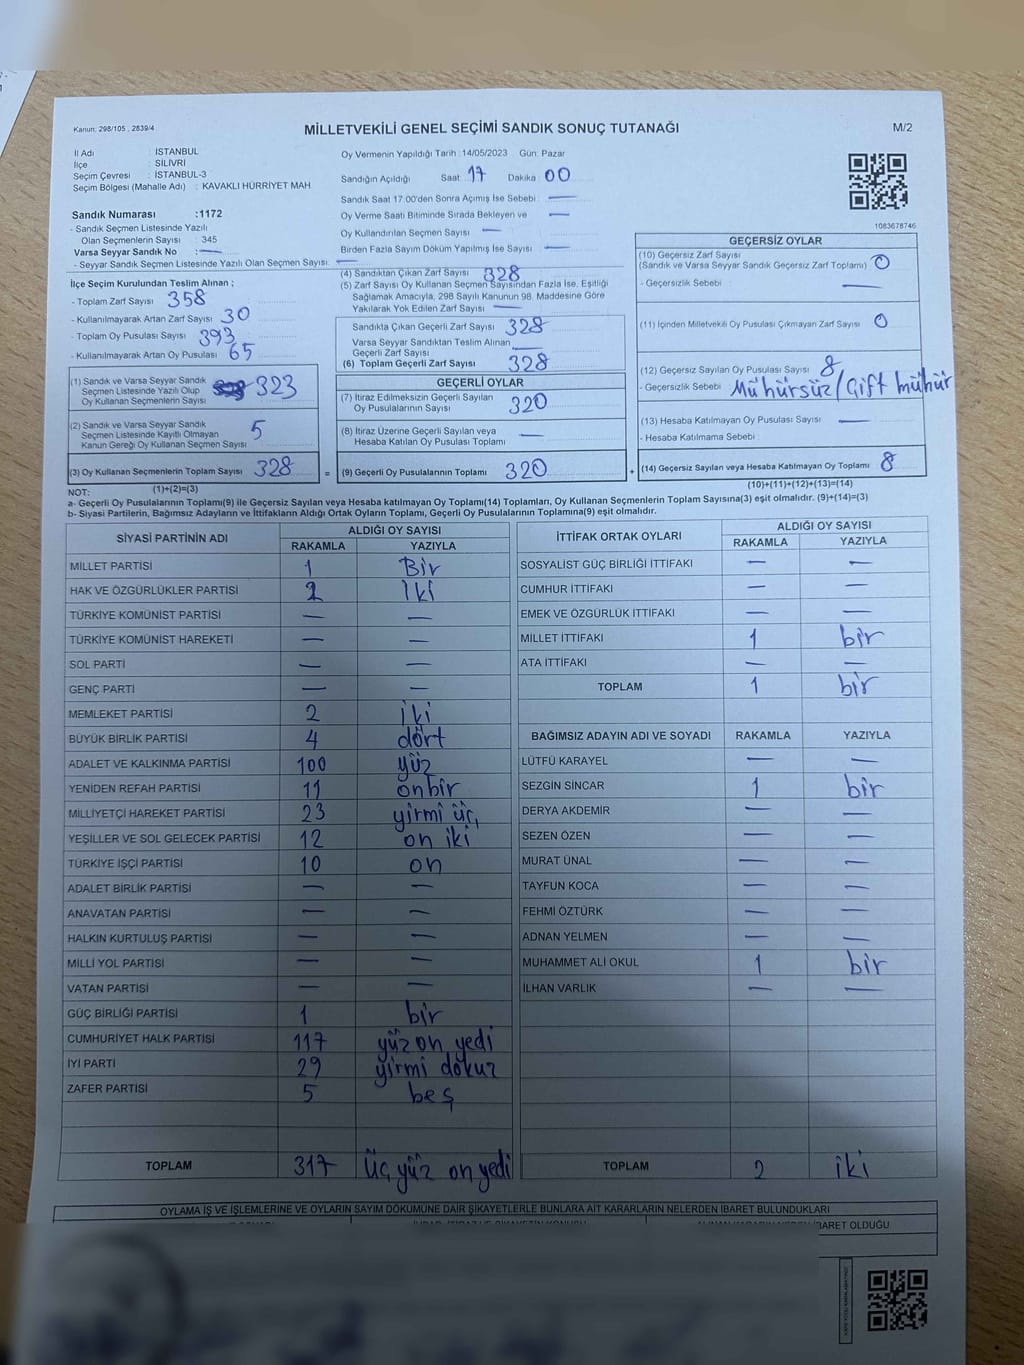 Kanun: 298/105 , 2839/4
MİLLETVEKİLİ GENEL SEÇİMİ SANDIK SONUÇ TUTANAĞI
M/2
İl Adı : İSTANBUL
İlçe : SİLİVRİ
Seçim Çevresi : İSTANBUL-3
Seçim Bölgesi (Mahalle Adı) : KAVAKLI HÜRRİYET MAH
Sandık Numarası :1172
- Sandık Seçmen Listesinde Yazılı
Olan Seçmenlerin Sayısı : 345
Varsa Seyyar Sandık No : —
- Seyyar Sandık Seçmen Listesinde Yazılı Olan Seçmen Sayısı: —
Oy Vermenin Yapıldığı Tarih :14/05/2023 Gün: Pazar
Sandığın Açıldığı Saat: 17 Dakika: 00
Sandık Saat 17:00'den Sonra Açımış İse Sebebi : —
Oy Verme Saati Bitiminde Sırada Bekleyen ve —
Oy Kullandırılan Seçmen Sayısı : —
Birden Fazla Sayım Döküm Yapılmış İse Sayısı : —
1083678746
İlçe Seçim Kurulundan Teslim Alınan ;
- Toplam Zarf Sayısı : 358
- Kullanılmayarak Artan Zarf Sayısı : 30
- Toplam Oy Pusulası Sayısı : 393
- Kullanılmayarak Artan Oy Pusulası : 65
(4) Sandıktan Çıkan Zarf Sayısı : 328
(5) Zarf Sayısı Oy Kullanan Seçmen Sayısından Fazla İse, Eşitliği
Sağlamak Amacıyla, 298 Sayılı Kanunun 98. Maddesine Göre
Yakılarak Yok Edilen Zarf Sayısı : —
Sandıkta Çıkan Geçerli Zarf Sayısı : 328
Varsa Seyyar Sandıktan Teslim Alınan
Geçerli Zarf Sayısı : —
(6) Toplam Geçerli Zarf Sayısı : 328
GEÇERSİZ OYLAR
(10) Geçersiz Zarf Sayısı
(Sandık ve Varsa Seyyar Sandık Geçersiz Zarf Toplamı) : 0
- Geçersizlik Sebebi : —
(11) İçinden Milletvekili Oy Pusulası Çıkmayan Zarf Sayısı : 0
(12) Geçersiz Sayılan Oy Pusulası Sayısı : 8
- Geçersizlik Sebebi : Mühürsüz/Çift mühür
(13) Hesaba Katılmayan Oy Pusulası Sayısı : —
- Hesaba Katılmama Sebebi :
(14) Geçersiz Sayılan veya Hesaba Katılmayan Oy Toplamı : 8
(10)+(11)+(12)+(13)=(14)
(1) Sandık ve Varsa Seyyar Sandık
Seçmen Listesinde Yazılı Olup
Oy Kullanan Seçmenlerin Sayısı : 323
(2) Sandık ve Varsa Seyyar Sandık
Seçmen Listesinde Kayıtlı Olmayan
Kanun Gereği Oy Kullanan Seçmen Sayısı : 5
(3) Oy Kullanan Seçmenlerin Toplam Sayısı : 328 =
(1)+(2)=(3)
GEÇERLİ OYLAR
(7) İtiraz Edilmeksizin Geçerli Sayılan
Oy Pusulalarının Sayısı : 320
(8) İtiraz Üzerine Geçerli Sayılan veya
Hesaba Katılan Oy Pusulası Toplamı : —
(9) Geçerli Oy Pusulalarının Toplamı : 320 +
NOT:
a- Geçerli Oy Pusulalarının Toplamı(9) ile Geçersiz Sayılan veya Hesaba katılmayan Oy Toplamı(14) Toplamları, Oy Kullanan Seçmenlerin Toplam Sayısına(3) eşit olmalıdır. (9)+(14)=(3)
b- Siyasi Partilerin, Bağımsız Adayların ve İttifakların Aldığı Ortak Oyların Toplamı, Geçerli Oy Pusulalarının Toplamına(9) eşit olmalıdır.
SİYASİ PARTİNİN ADI ALDIĞI OY SAYISI
RAKAMLA YAZIYLA
MİLLET PARTİSİ 1 Bir
HAK VE ÖZGÜRLÜKLER PARTİSİ 2 İki
TÜRKİYE KOMÜNİST PARTİSİ — —
TÜRKİYE KOMÜNİST HAREKETİ — —
SOL PARTİ — —
GENÇ PARTİ — —
MEMLEKET PARTİSİ 2 iki
BÜYÜK BİRLİK PARTİSİ 4 dört
ADALET VE KALKINMA PARTİSİ 100 yüz
YENİDEN REFAH PARTİSİ 11 onbir
MİLLİYETÇİ HAREKET PARTİSİ 23 yirmi üç
YEŞİLLER VE SOL GELECEK PARTİSİ 12 on iki
TÜRKİYE İŞÇİ PARTİSİ 10 on
ADALET BİRLİK PARTİSİ — —
ANAVATAN PARTİSİ — —
HALKIN KURTULUŞ PARTİSİ — —
MİLLİ YOL PARTİSİ — —
VATAN PARTİSİ — —
GÜÇ BİRLİĞİ PARTİSİ 1 bir
CUMHURİYET HALK PARTİSİ 117 yüz on yedi
İYİ PARTİ 29 yirmi dokuz
ZAFER PARTİSİ 5 beş
TOPLAM 317 üç yüz on yedi
İTTİFAK ORTAK OYLARI ALDIĞI OY SAYISI
RAKAMLA YAZIYLA
SOSYALİST GÜÇ BİRLİĞİ İTTİFAKI — —
CUMHUR İTTİFAKI — —
EMEK VE ÖZGÜRLÜK İTTİFAKI — —
MİLLET İTTİFAKI 1 bir
ATA İTTİFAKI — —
TOPLAM 1 bir
BAĞIMSIZ ADAYIN ADI VE SOYADI RAKAMLA YAZIYLA
LÜTFÜ KARAYEL — —
SEZGİN SİNCAR 1 bir
DERYA AKDEMİR — —
SEZEN ÖZEN — —
MURAT ÜNAL — —
TAYFUN KOCA — —
FEHMİ ÖZTÜRK — —
ADNAN YELMEN — —
MUHAMMET ALİ OKUL 1 bir
İLHAN VARLIK — —
TOPLAM 2 iki
OYLAMA İŞ VE İŞLEMLERİNE VE OYLARIN SAYIM DÖKÜMÜNE DAİR ŞİKAYETLERLE BUNLARA AİT KARARLARIN NELERDEN İBARET BULUNDUKLARI
İBARET OLDUĞU